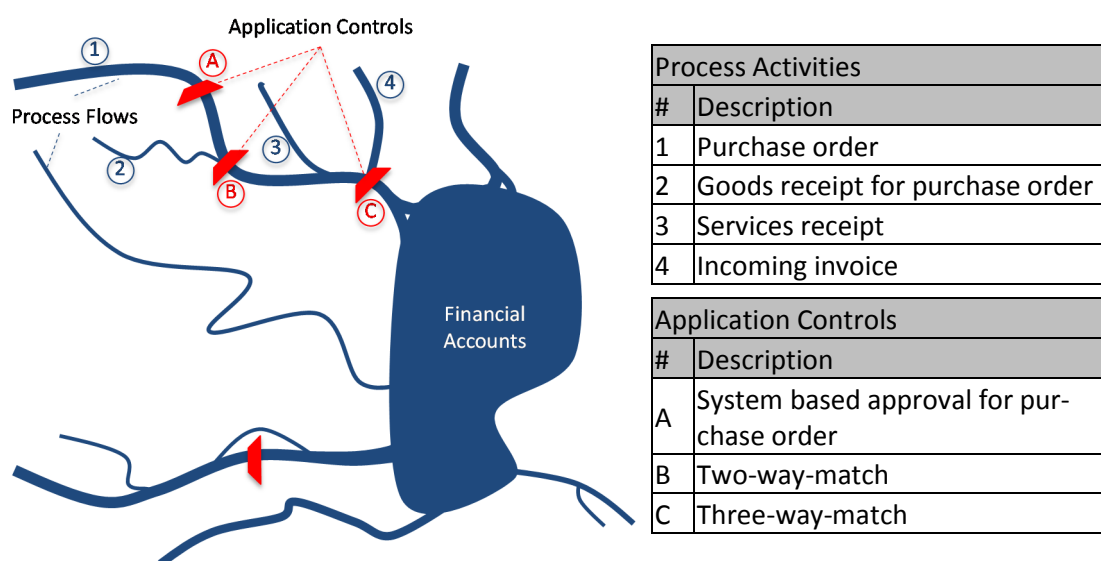 Application Controls
1
A
4
Process Flows
3
2
B
C
Financial
Accounts
Process Activities
# Description
1 Purchase order
2 Goods receipt for purchase order
3 Services receipt
4 Incoming invoice
Application Controls
# Description
A System based approval for pur-
chase order
B Two-way-match
C Three-way-match